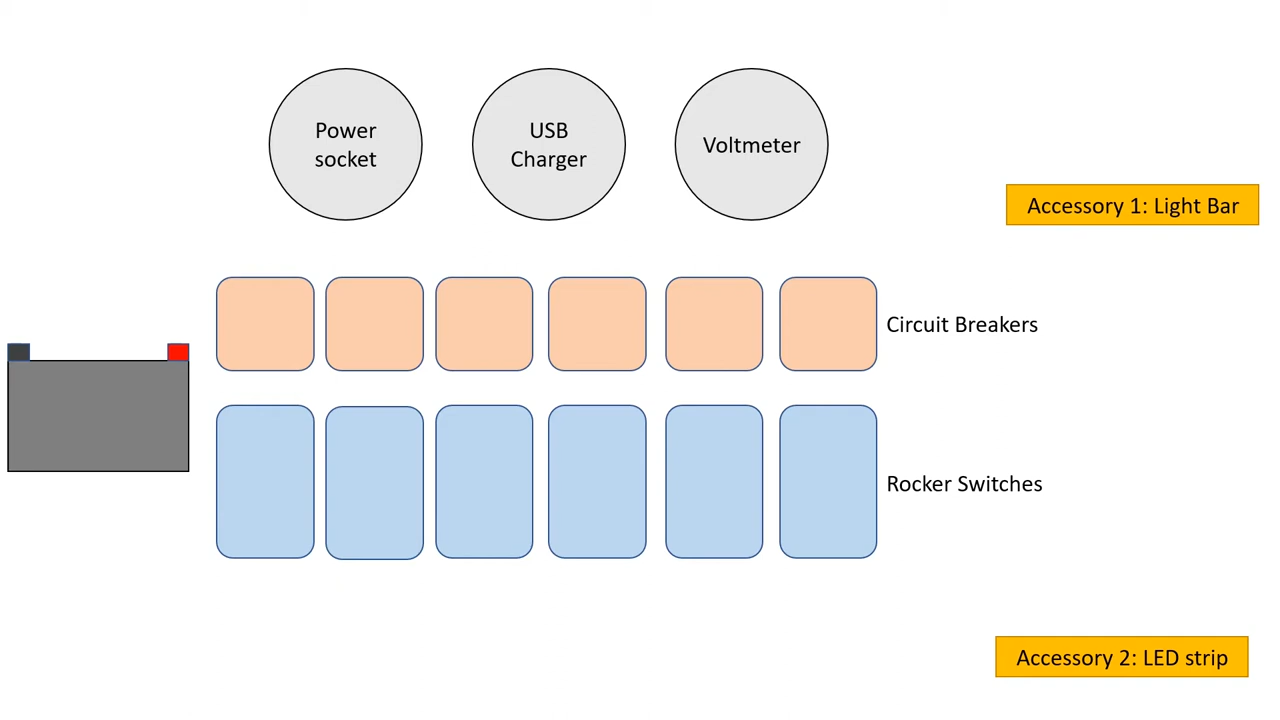 Power
socket
USB
Charger
Voltmeter
Accessory 1: Light Bar
Circuit Breakers
Rocker Switches
Accessory 2: LED strip